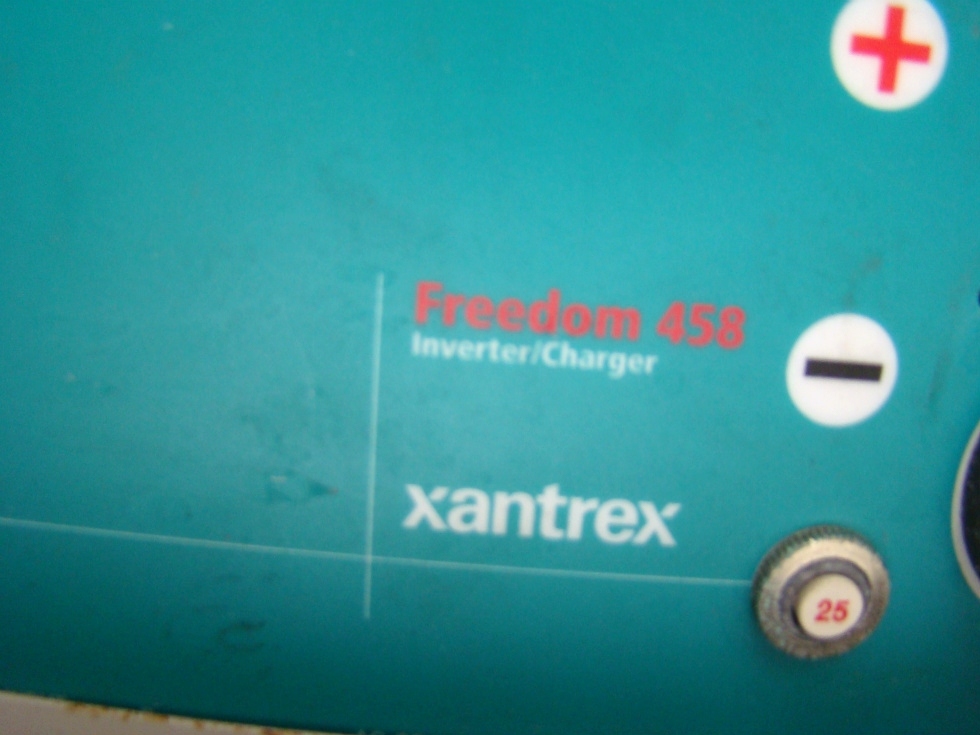 Freedom 458
Inverter/Charger
xantrex
25